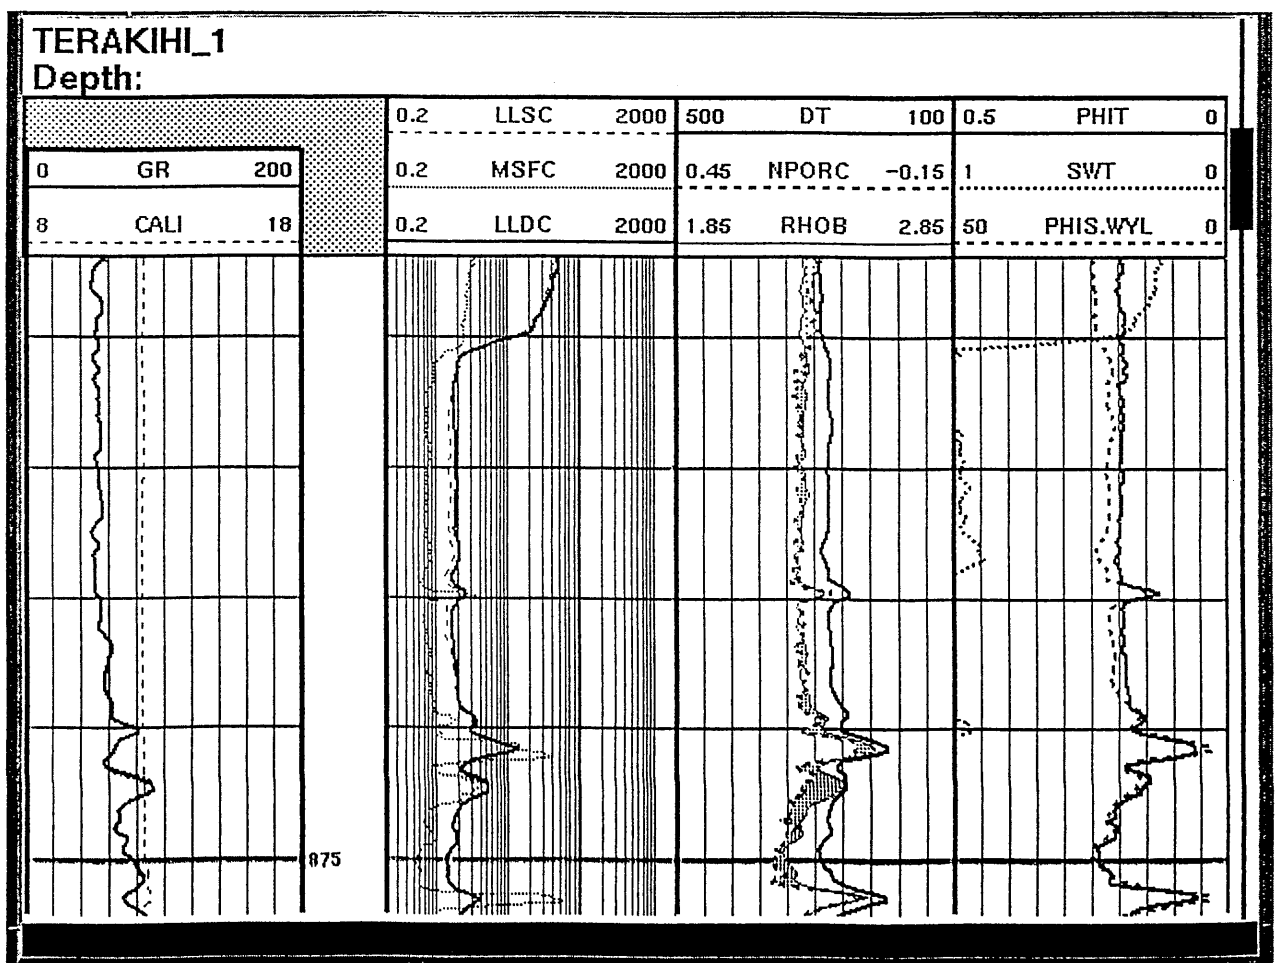 TERAKIHI_1
Depth:
0.2 LLSC 2000 500 DT 100 0.5 PHIT 0
0 GR 200 0.2 MSFC 2000 0.45 NPORC -0.15 1 SWT 0
8 CALI 18 0.2 LLDC 2000 1.85 RHOB 2.85 50 PHIS.WYL 0
875